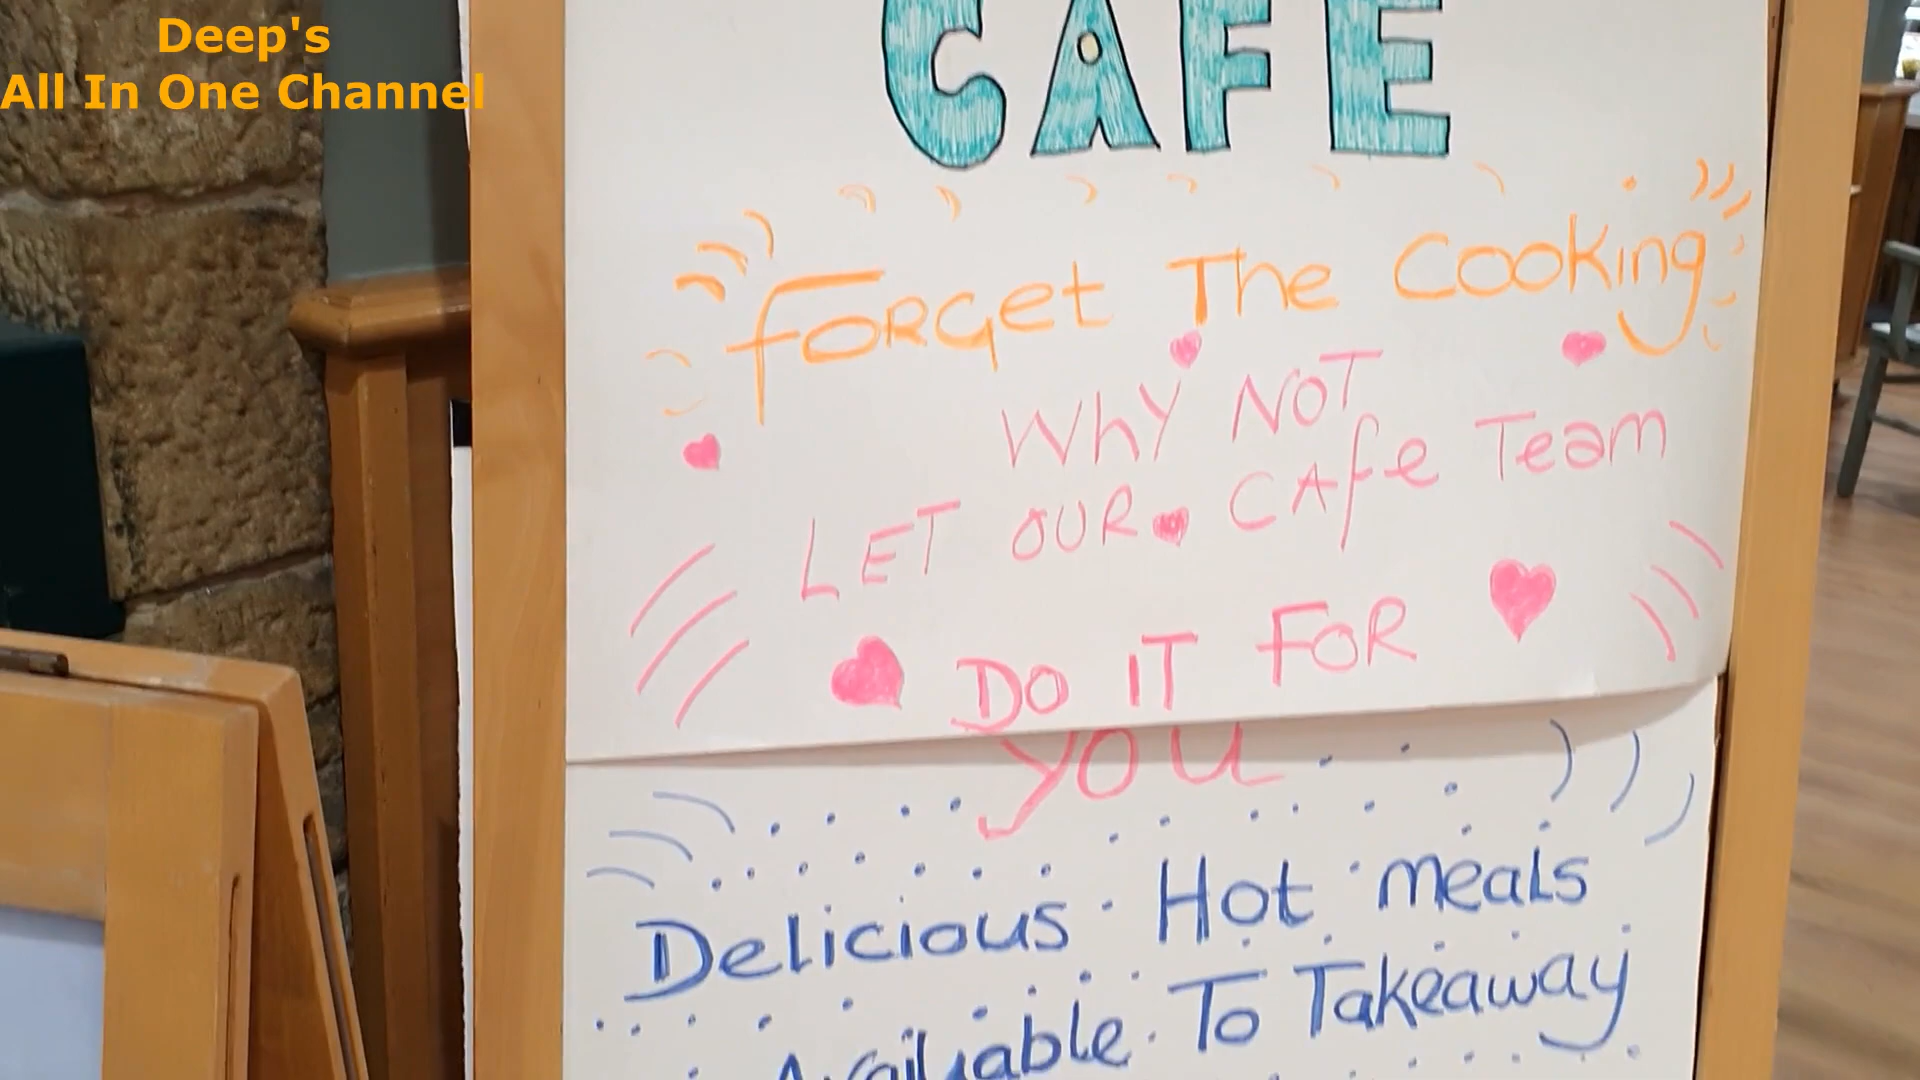 Deep's
All In One Channel
CAFE
Forget The Cooking
WhY NOT
LET OUR CAfe Team
DO IT FOR
you
Delicious Hot meals
Available To Takeaway